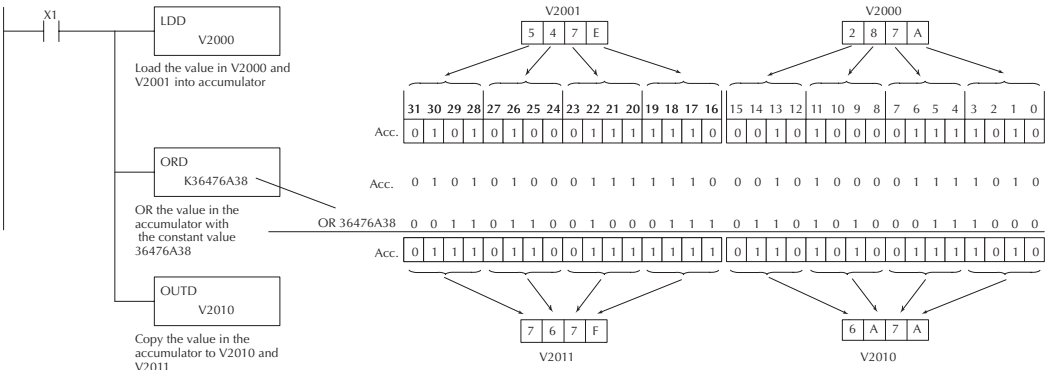 X1
LDD
V2000
Load the value in V2000 and
V2001 into accumulator
ORD
K36476A38
OR the value in the
accumulator with
the constant value
36476A38
OUTD
V2010
Copy the value in the
accumulator to V2010 and
V2011
V2001 V2000
5 4 7 E 2 8 7 A
31 30 29 28 27 26 25 24 23 22 21 20 19 18 17 16 15 14 13 12 11 10 9 8 7 6 5 4 3 2 1 0
Acc. 0 1 0 1 0 1 0 0 0 1 1 1 1 1 1 0 0 0 1 0 1 0 0 0 0 1 1 1 1 0 1 0
Acc. 0 1 0 1 0 1 0 0 0 1 1 1 1 1 1 0 0 0 1 0 1 0 0 0 0 1 1 1 1 0 1 0
OR 36476A38 0 0 1 1 0 1 1 0 0 1 0 0 0 1 1 1 0 1 1 0 1 0 1 0 0 0 1 1 1 0 0 0
Acc. 0 1 1 1 0 1 1 0 0 1 1 1 1 1 1 1 0 1 1 0 1 0 1 0 0 1 1 1 1 0 1 0
7 6 7 F 6 A 7 A
V2011 V2010